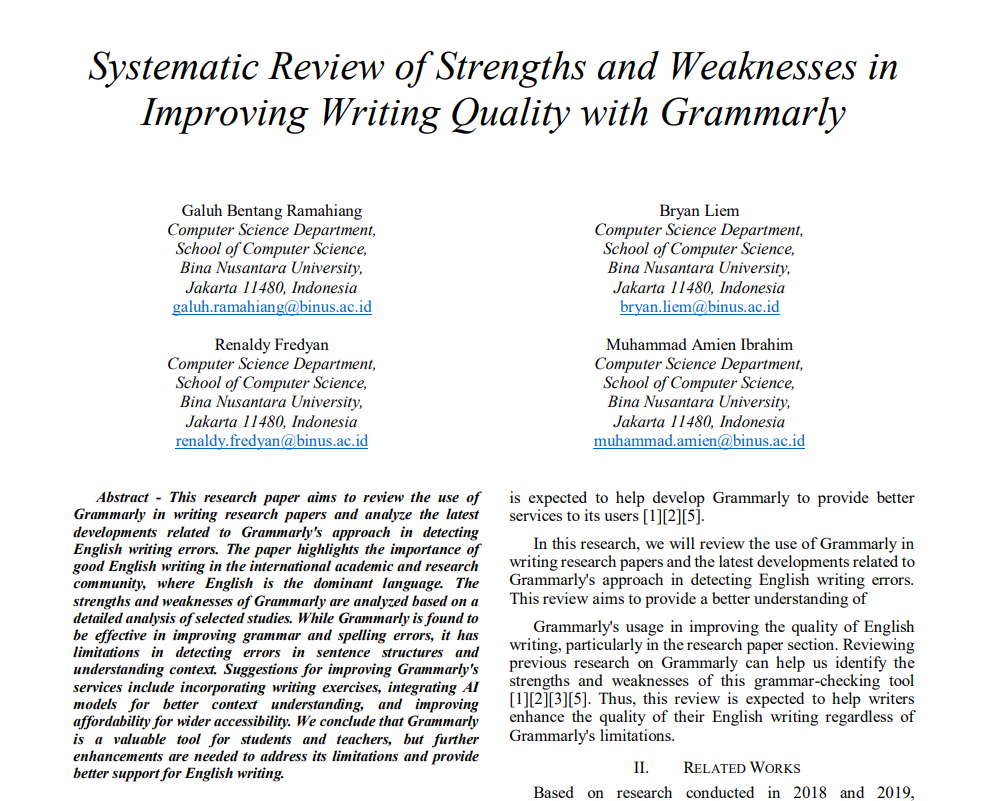 Systematic Review of Strengths and Weaknesses in
Improving Writing Quality with Grammarly
Galuh Bentang Ramahiang
Computer Science Department,
School of Computer Science,
Bina Nusantara University,
Jakarta 11480, Indonesia
galuh.ramahiang@binus.ac.id
Bryan Liem
Computer Science Department,
School of Computer Science,
Bina Nusantara University,
Jakarta 11480, Indonesia
bryan.liem@binus.ac.id
Renaldy Fredyan
Computer Science Department,
School of Computer Science,
Bina Nusantara University,
Jakarta 11480, Indonesia
renaldy.fredyan@binus.ac.id
Muhammad Amien Ibrahim
Computer Science Department,
School of Computer Science,
Bina Nusantara University,
Jakarta 11480, Indonesia
muhammad.amien@binus.ac.id
Abstract - This research paper aims to review the use of
Grammarly in writing research papers and analyze the latest
developments related to Grammarly's approach in detecting
English writing errors. The paper highlights the importance of
good English writing in the international academic and research
community, where English is the dominant language. The
strengths and weaknesses of Grammarly are analyzed based on a
detailed analysis of selected studies. While Grammarly is found to
be effective in improving grammar and spelling errors, it has
limitations in detecting errors in sentence structures and
understanding context. Suggestions for improving Grammarly's
services include incorporating writing exercises, integrating AI
models for better context understanding, and improving
affordability for wider accessibility. We conclude that Grammarly
is a valuable tool for students and teachers, but further
enhancements are needed to address its limitations and provide
better support for English writing.
is expected to help develop Grammarly to provide better
services to its users [1][2][5].
In this research, we will review the use of Grammarly in
writing research papers and the latest developments related to
Grammarly's approach in detecting English writing errors.
This review aims to provide a better understanding of
Grammarly's usage in improving the quality of English
writing, particularly in the research paper section. Reviewing
previous research on Grammarly can help us identify the
strengths and weaknesses of this grammar-checking tool
[1][2][3][5]. Thus, this review is expected to help writers
enhance the quality of their English writing regardless of
Grammarly's limitations.
II. RELATED WORKS
Based on research conducted in 2018 and 2019,